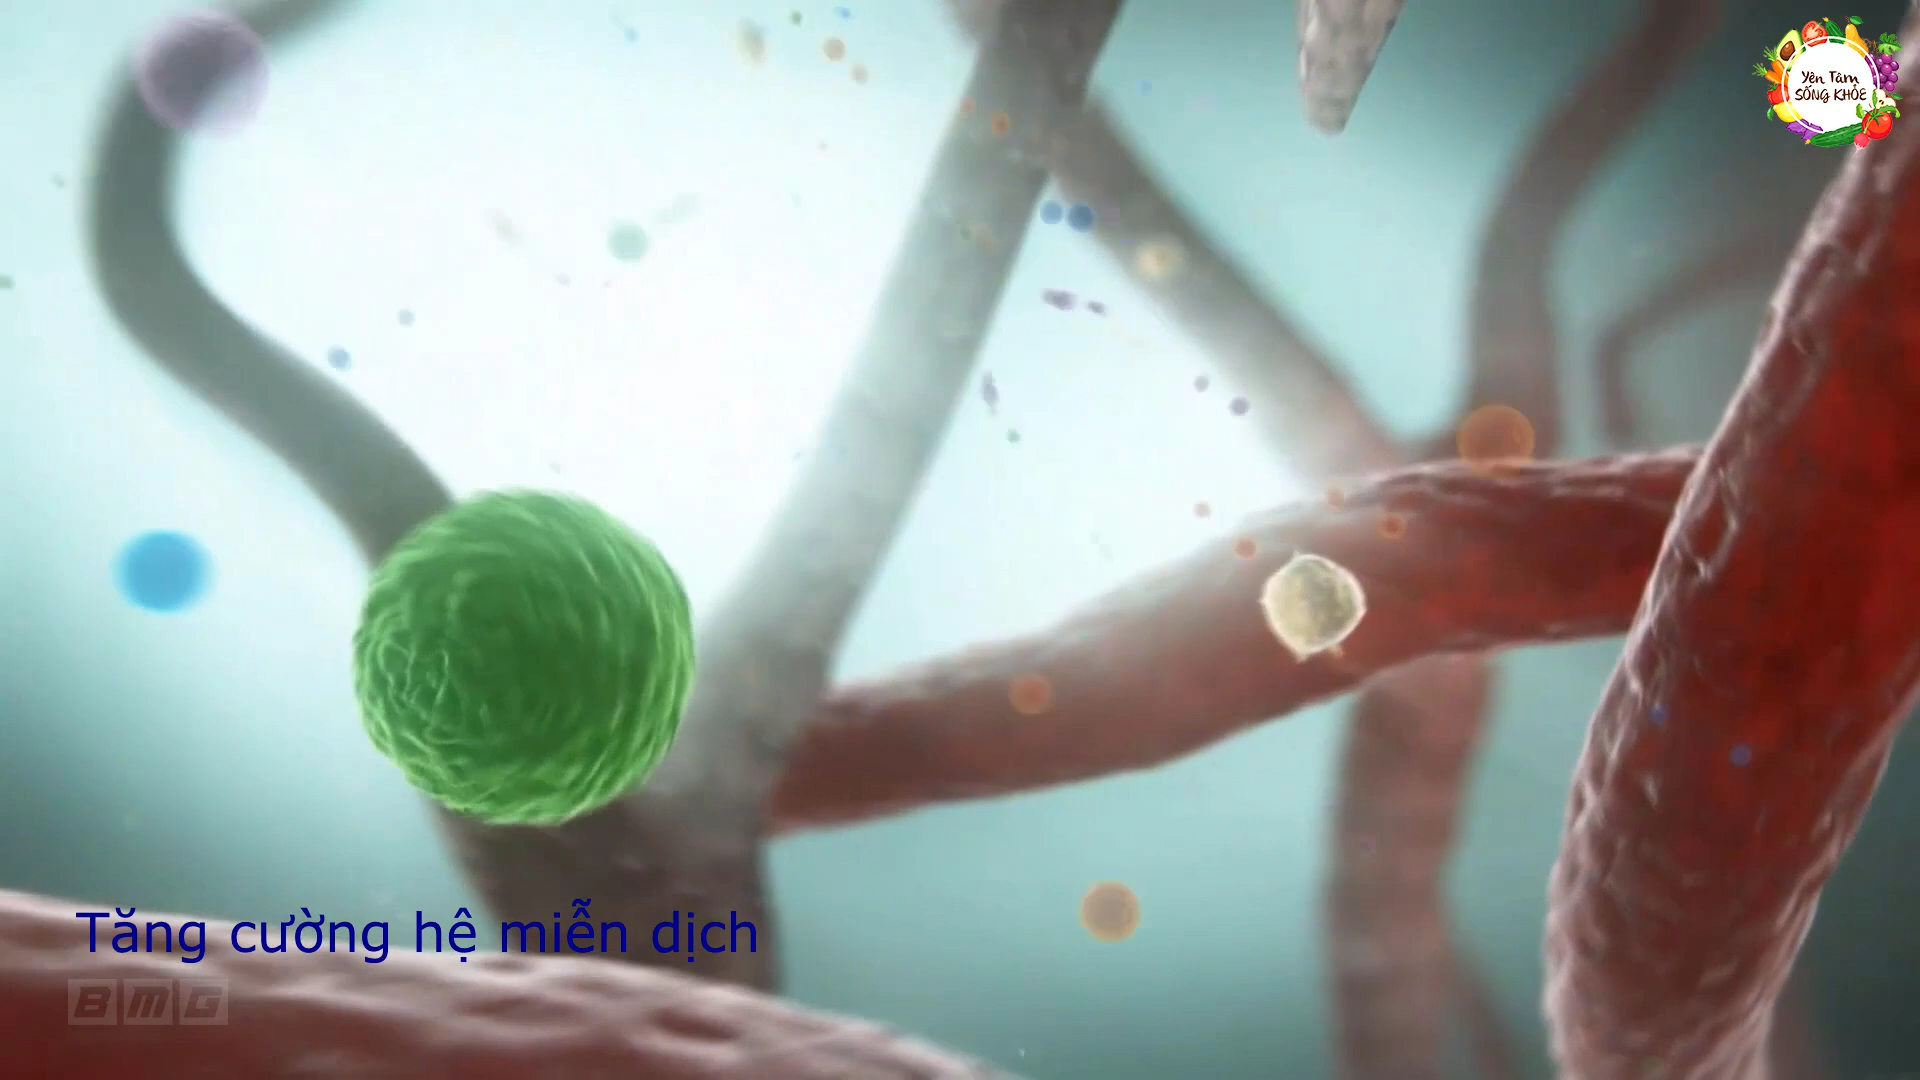 Yên Tâm
SỐNG KHỎE
Tăng cường hệ miễn dịch
BMG